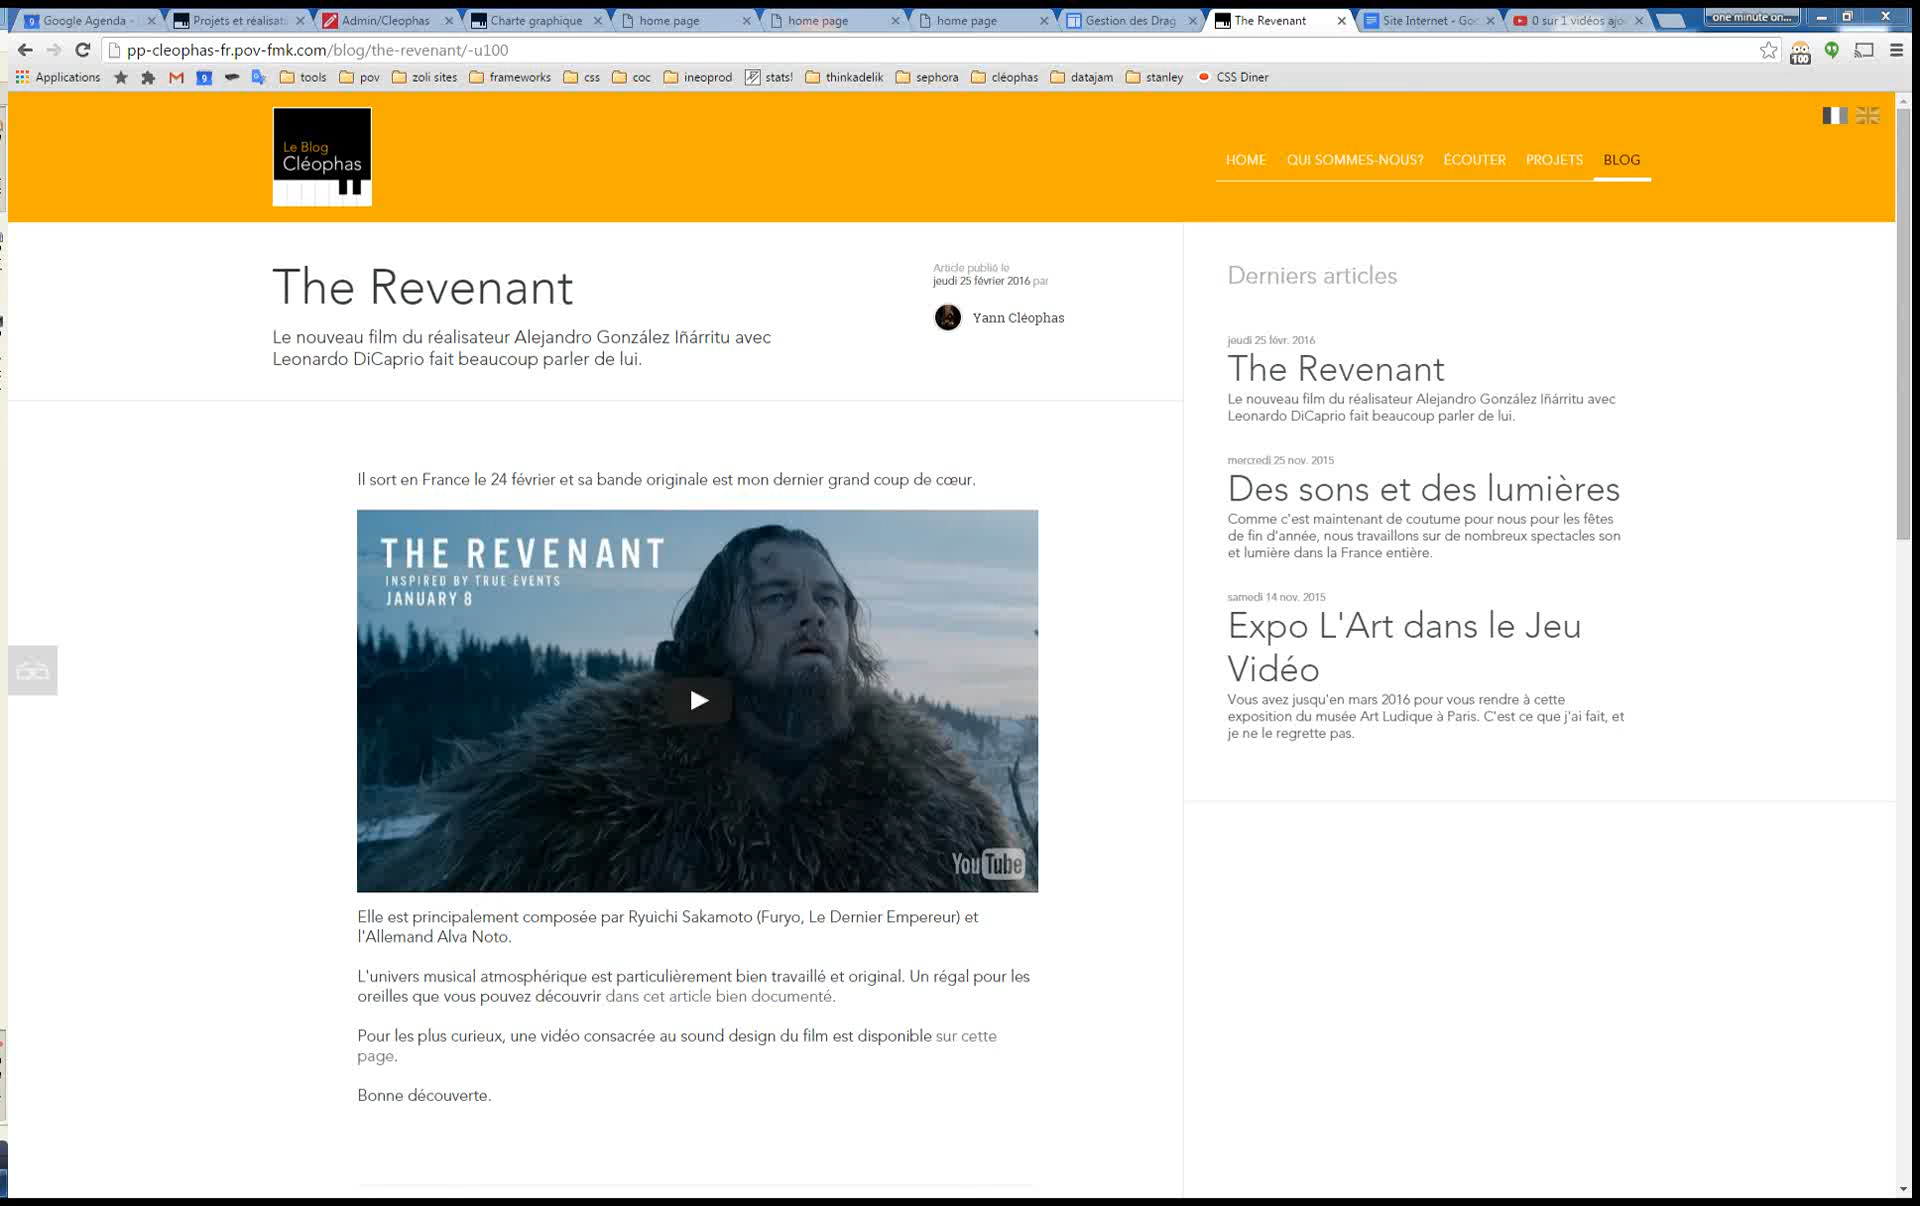 Google Agenda -
Projets et réalisat
Admin/Cleophas
Charte graphique
home page
home page
home page
Gestion des Drag
The Revenant
Site Internet - Goo
0 sur 1 vidéos ajo
one minute on...
pp-cleophas-fr.pov-fmk.com/blog/the-revenant/-u100
100
Applications
9
tools
pov
zoli sites
frameworks
css
coc
ineoprod
stats!
thinkadelik
sephora
cléophas
datajam
stanley
CSS Diner
Le Blog
Cléophas
HOME
QUI SOMMES-NOUS?
ÉCOUTER
PROJETS
BLOG
The Revenant
Le nouveau film du réalisateur Alejandro González Iñárritu avec
Leonardo DiCaprio fait beaucoup parler de lui.
Article publié le
jeudi 25 février 2016 par
Yann Cléophas
Il sort en France le 24 février et sa bande originale est mon dernier grand coup de cœur.
THE REVENANT
INSPIRED BY TRUE EVENTS
JANUARY 8
YouTube
Elle est principalement composée par Ryuichi Sakamoto (Furyo, Le Dernier Empereur) et
l'Allemand Alva Noto.
L'univers musical atmosphérique est particulièrement bien travaillé et original. Un régal pour les
oreilles que vous pouvez découvrir dans cet article bien documenté.
Pour les plus curieux, une vidéo consacrée au sound design du film est disponible sur cette
page.
Bonne découverte.
Derniers articles
jeudi 25 févr. 2016
The Revenant
Le nouveau film du réalisateur Alejandro González Iñárritu avec
Leonardo DiCaprio fait beaucoup parler de lui.
mercredi 25 nov. 2015
Des sons et des lumières
Comme c'est maintenant de coutume pour nous pour les fêtes
de fin d'année, nous travaillons sur de nombreux spectacles son
et lumière dans la France entière.
samedi 14 nov. 2015
Expo L'Art dans le Jeu
Vidéo
Vous avez jusqu'en mars 2016 pour vous rendre à cette
exposition du musée Art Ludique à Paris. C'est ce que j'ai fait, et
je ne le regrette pas.